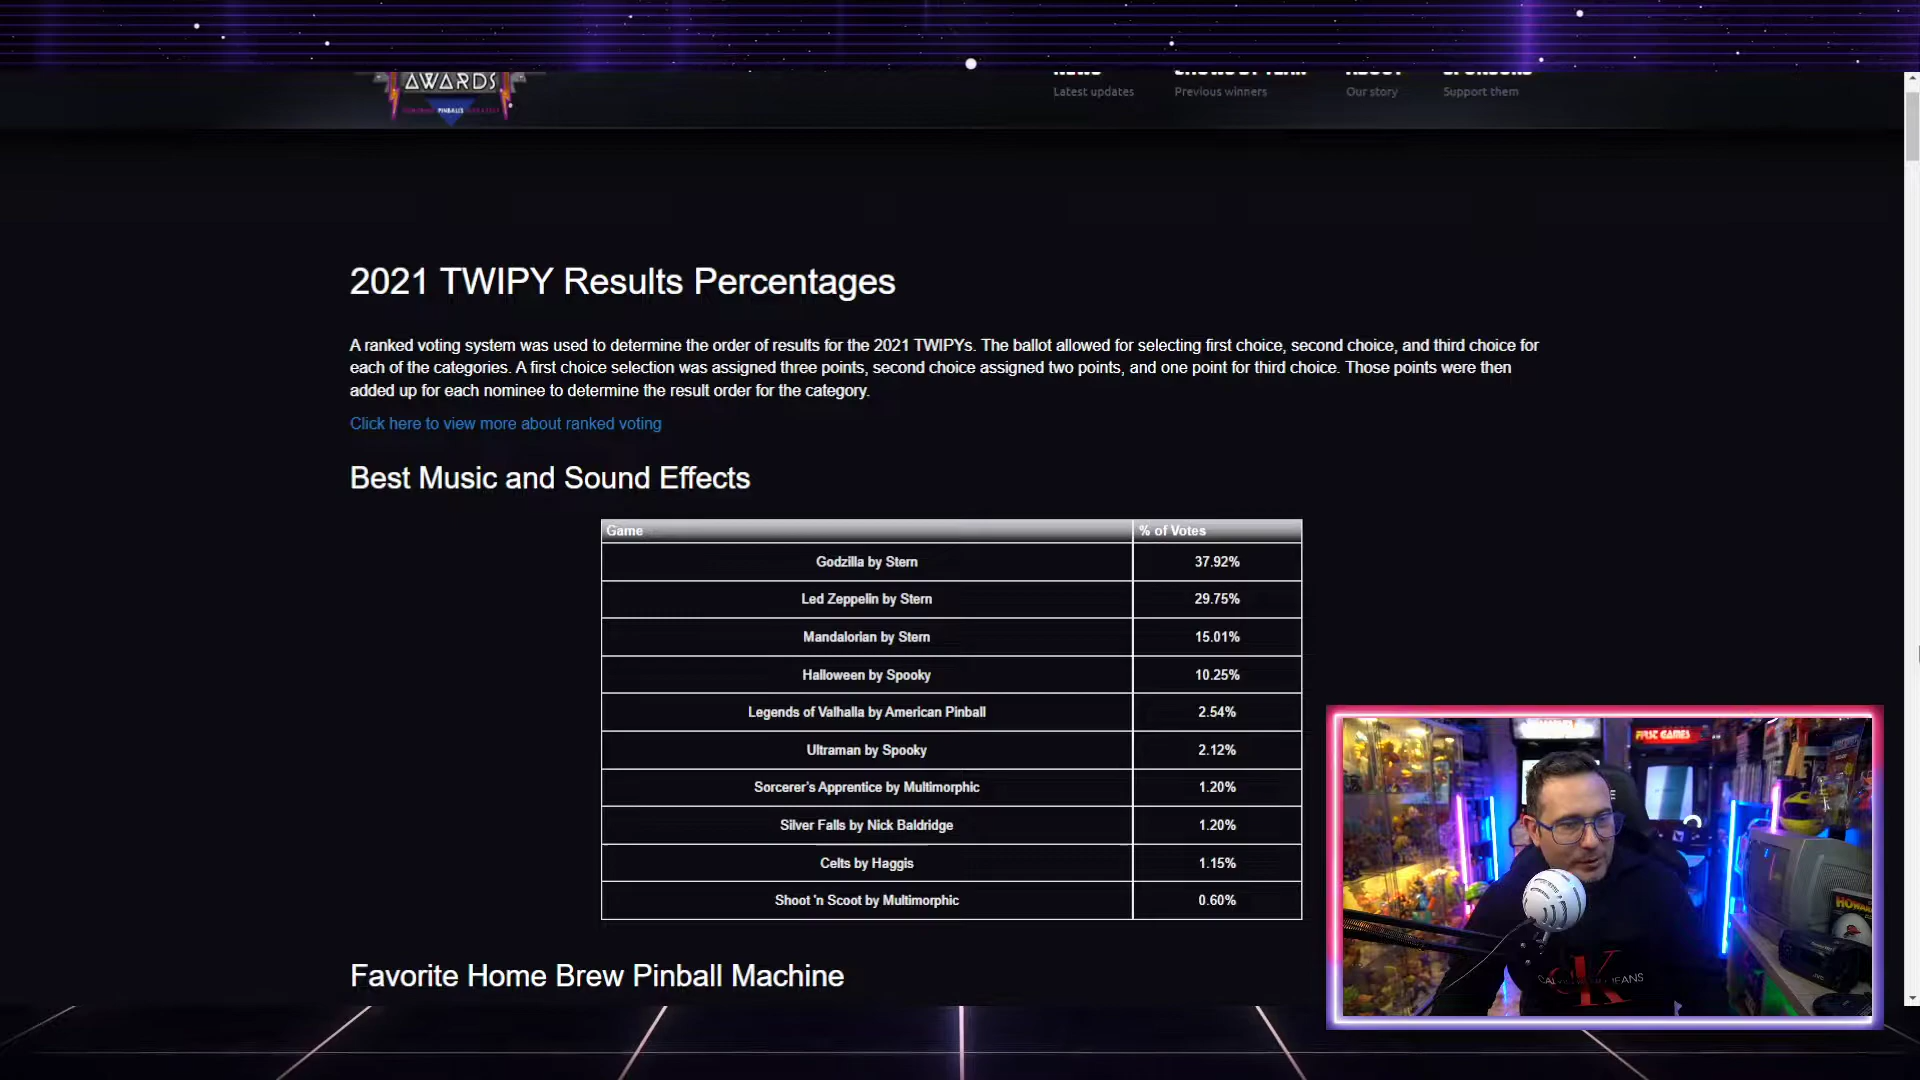 AWARDS
Latest updates
Previous winners
Our story
Support them
2021 TWIPY Results Percentages
A ranked voting system was used to determine the order of results for the 2021 TWIPYs. The ballot allowed for selecting first choice, second choice, and third choice for
each of the categories. A first choice selection was assigned three points, second choice assigned two points, and one point for third choice. Those points were then
added up for each nominee to determine the result order for the category.
Click here to view more about ranked voting
Best Music and Sound Effects
Game % of Votes
Godzilla by Stern 37.92%
Led Zeppelin by Stern 29.75%
Mandalorian by Stern 15.01%
Halloween by Spooky 10.25%
Legends of Valhalla by American Pinball 2.54%
Ultraman by Spooky 2.12%
Sorcerer's Apprentice by Multimorphic 1.20%
Silver Falls by Nick Baldridge 1.20%
Celts by Haggis 1.15%
Shoot 'n Scoot by Multimorphic 0.60%
Favorite Home Brew Pinball Machine
FIRST GAMES